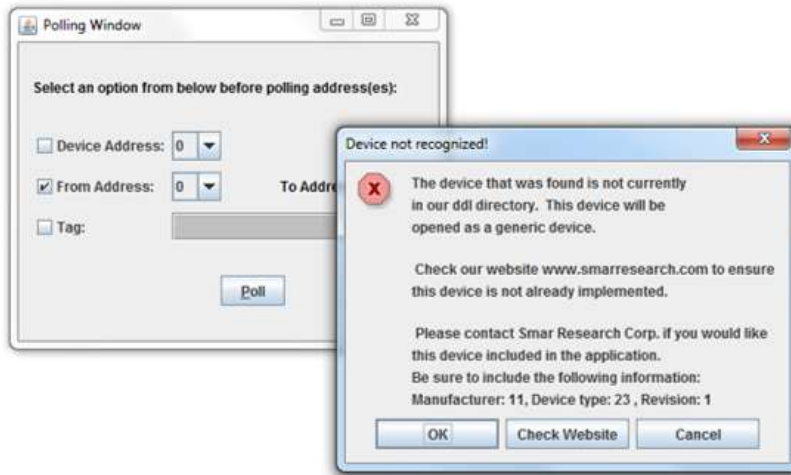 Polling Window
Select an option from below before polling address(es):
Device Address: 0
From Address: 0 To
Tag:
Poll
Device not recognized!
The device that was found is not currently
in our ddl directory. This device will be
opened as a generic device.
Check our website www.smarresearch.com to ensure
this device is not already implemented.
Please contact Smar Research Corp. if you would like
this device included in the application.
Be sure to include the following information:
Manufacturer: 11, Device type: 23 , Revision: 1
OK Check Website Cancel